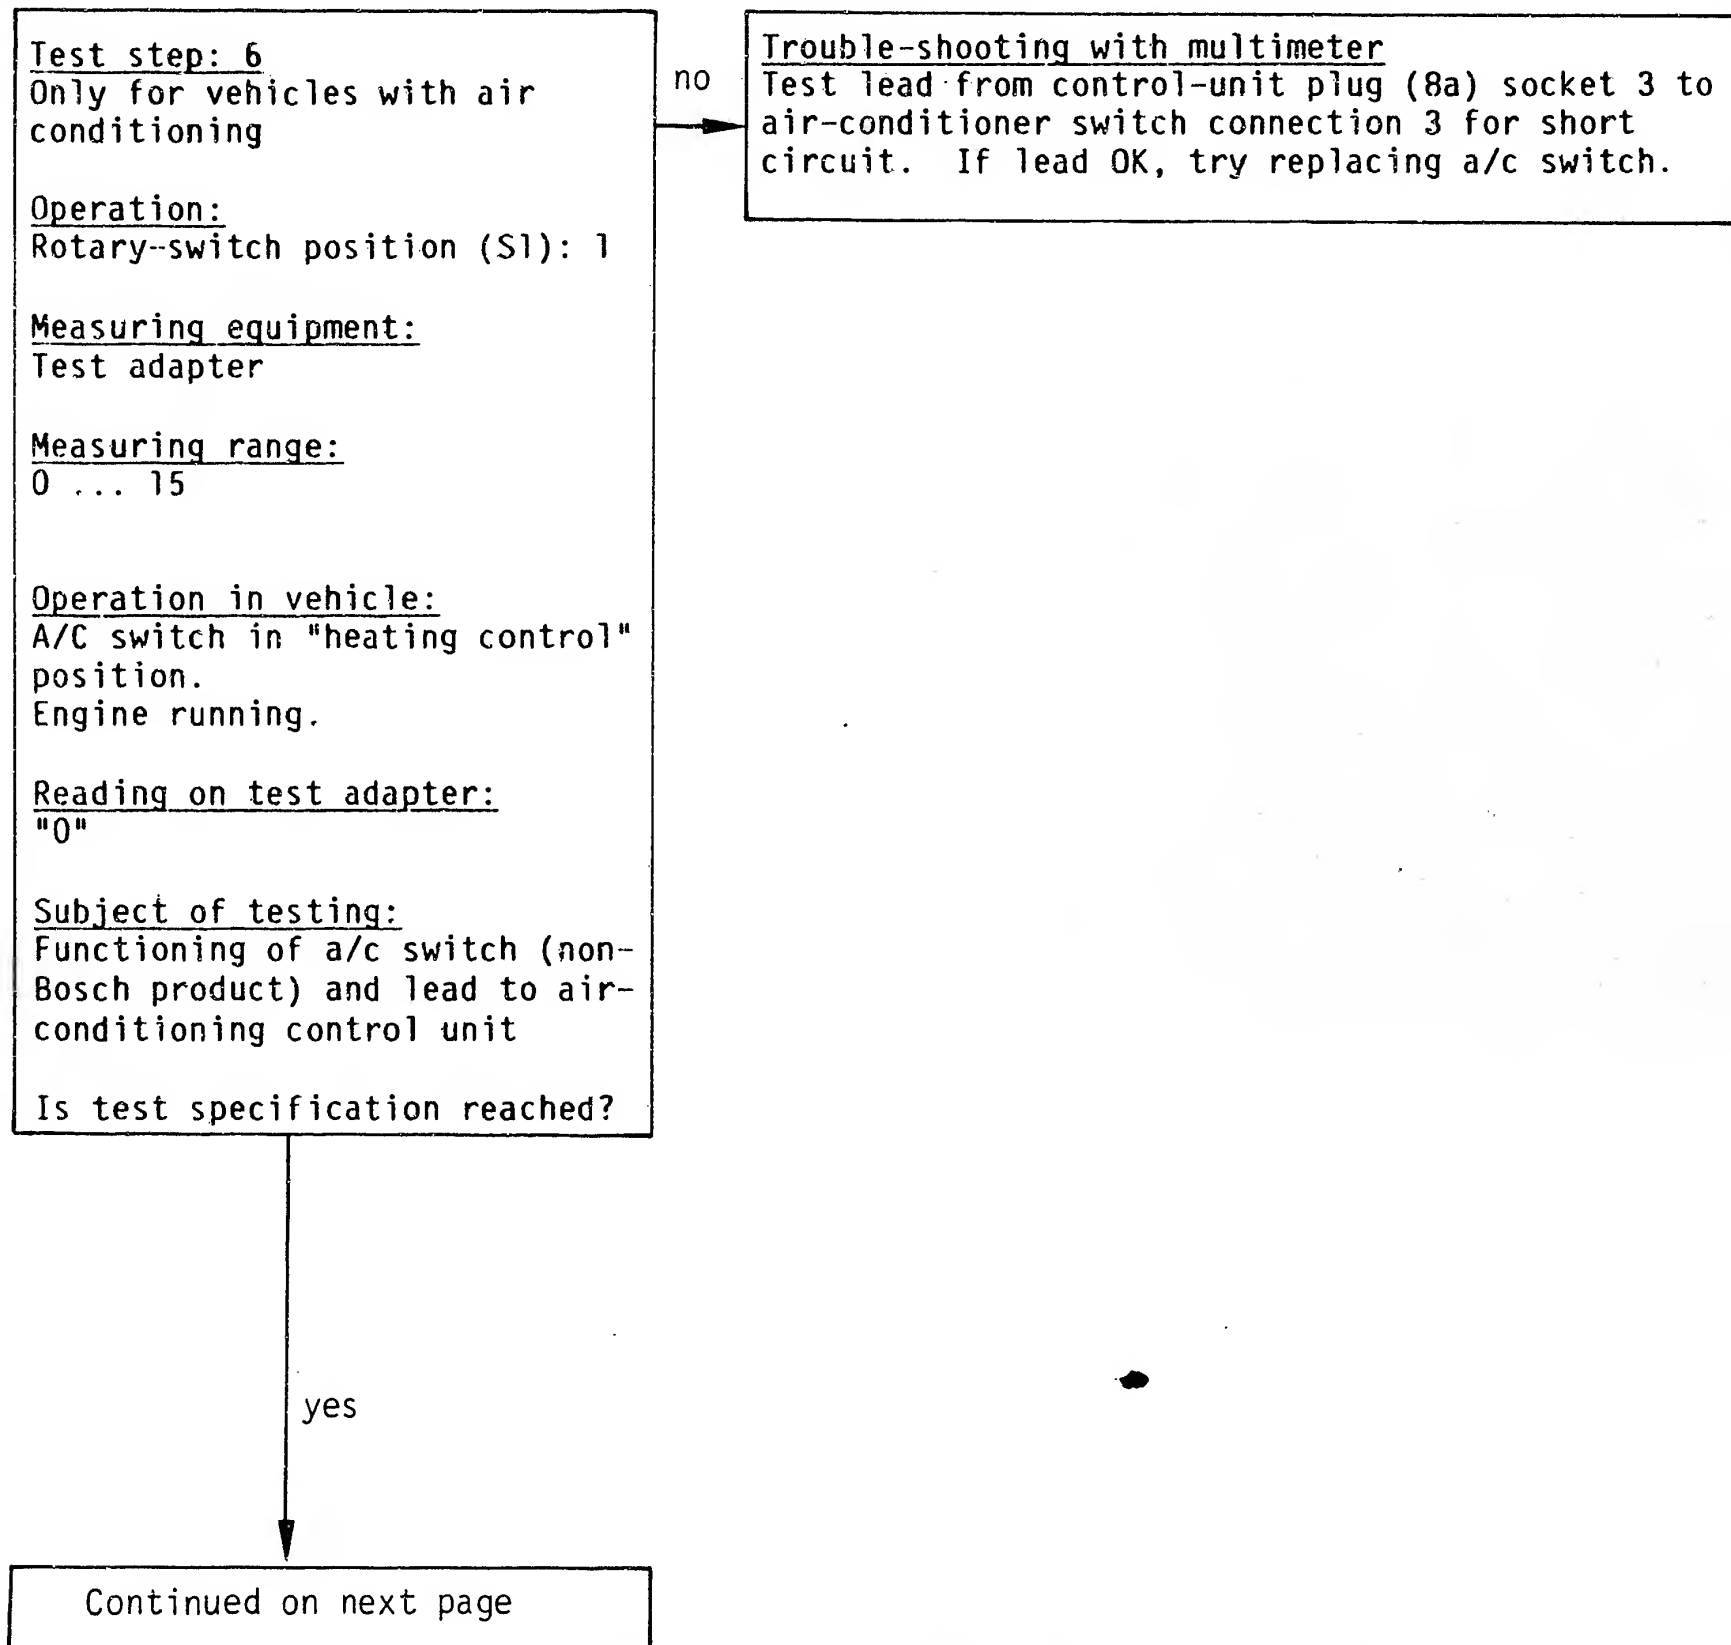 Test step: 6
Only for vehicles with air
conditioning
Operation:
Rotary-switch position (S1): 1
Measuring equipment:
Test adapter
Measuring range:
0 ... 15
Operation in vehicle:
A/C switch in "heating control"
position.
Engine running.
Reading on test adapter:
"0"
Subject of testing:
Functioning of a/c switch (non-
Bosch product) and lead to air-
conditioning control unit
Is test specification reached?
no
Trouble-shooting with multimeter
Test lead from control-unit plug (8a) socket 3 to
air-conditioner switch connection 3 for short
circuit.  If lead OK, try replacing a/c switch.
yes
Continued on next page